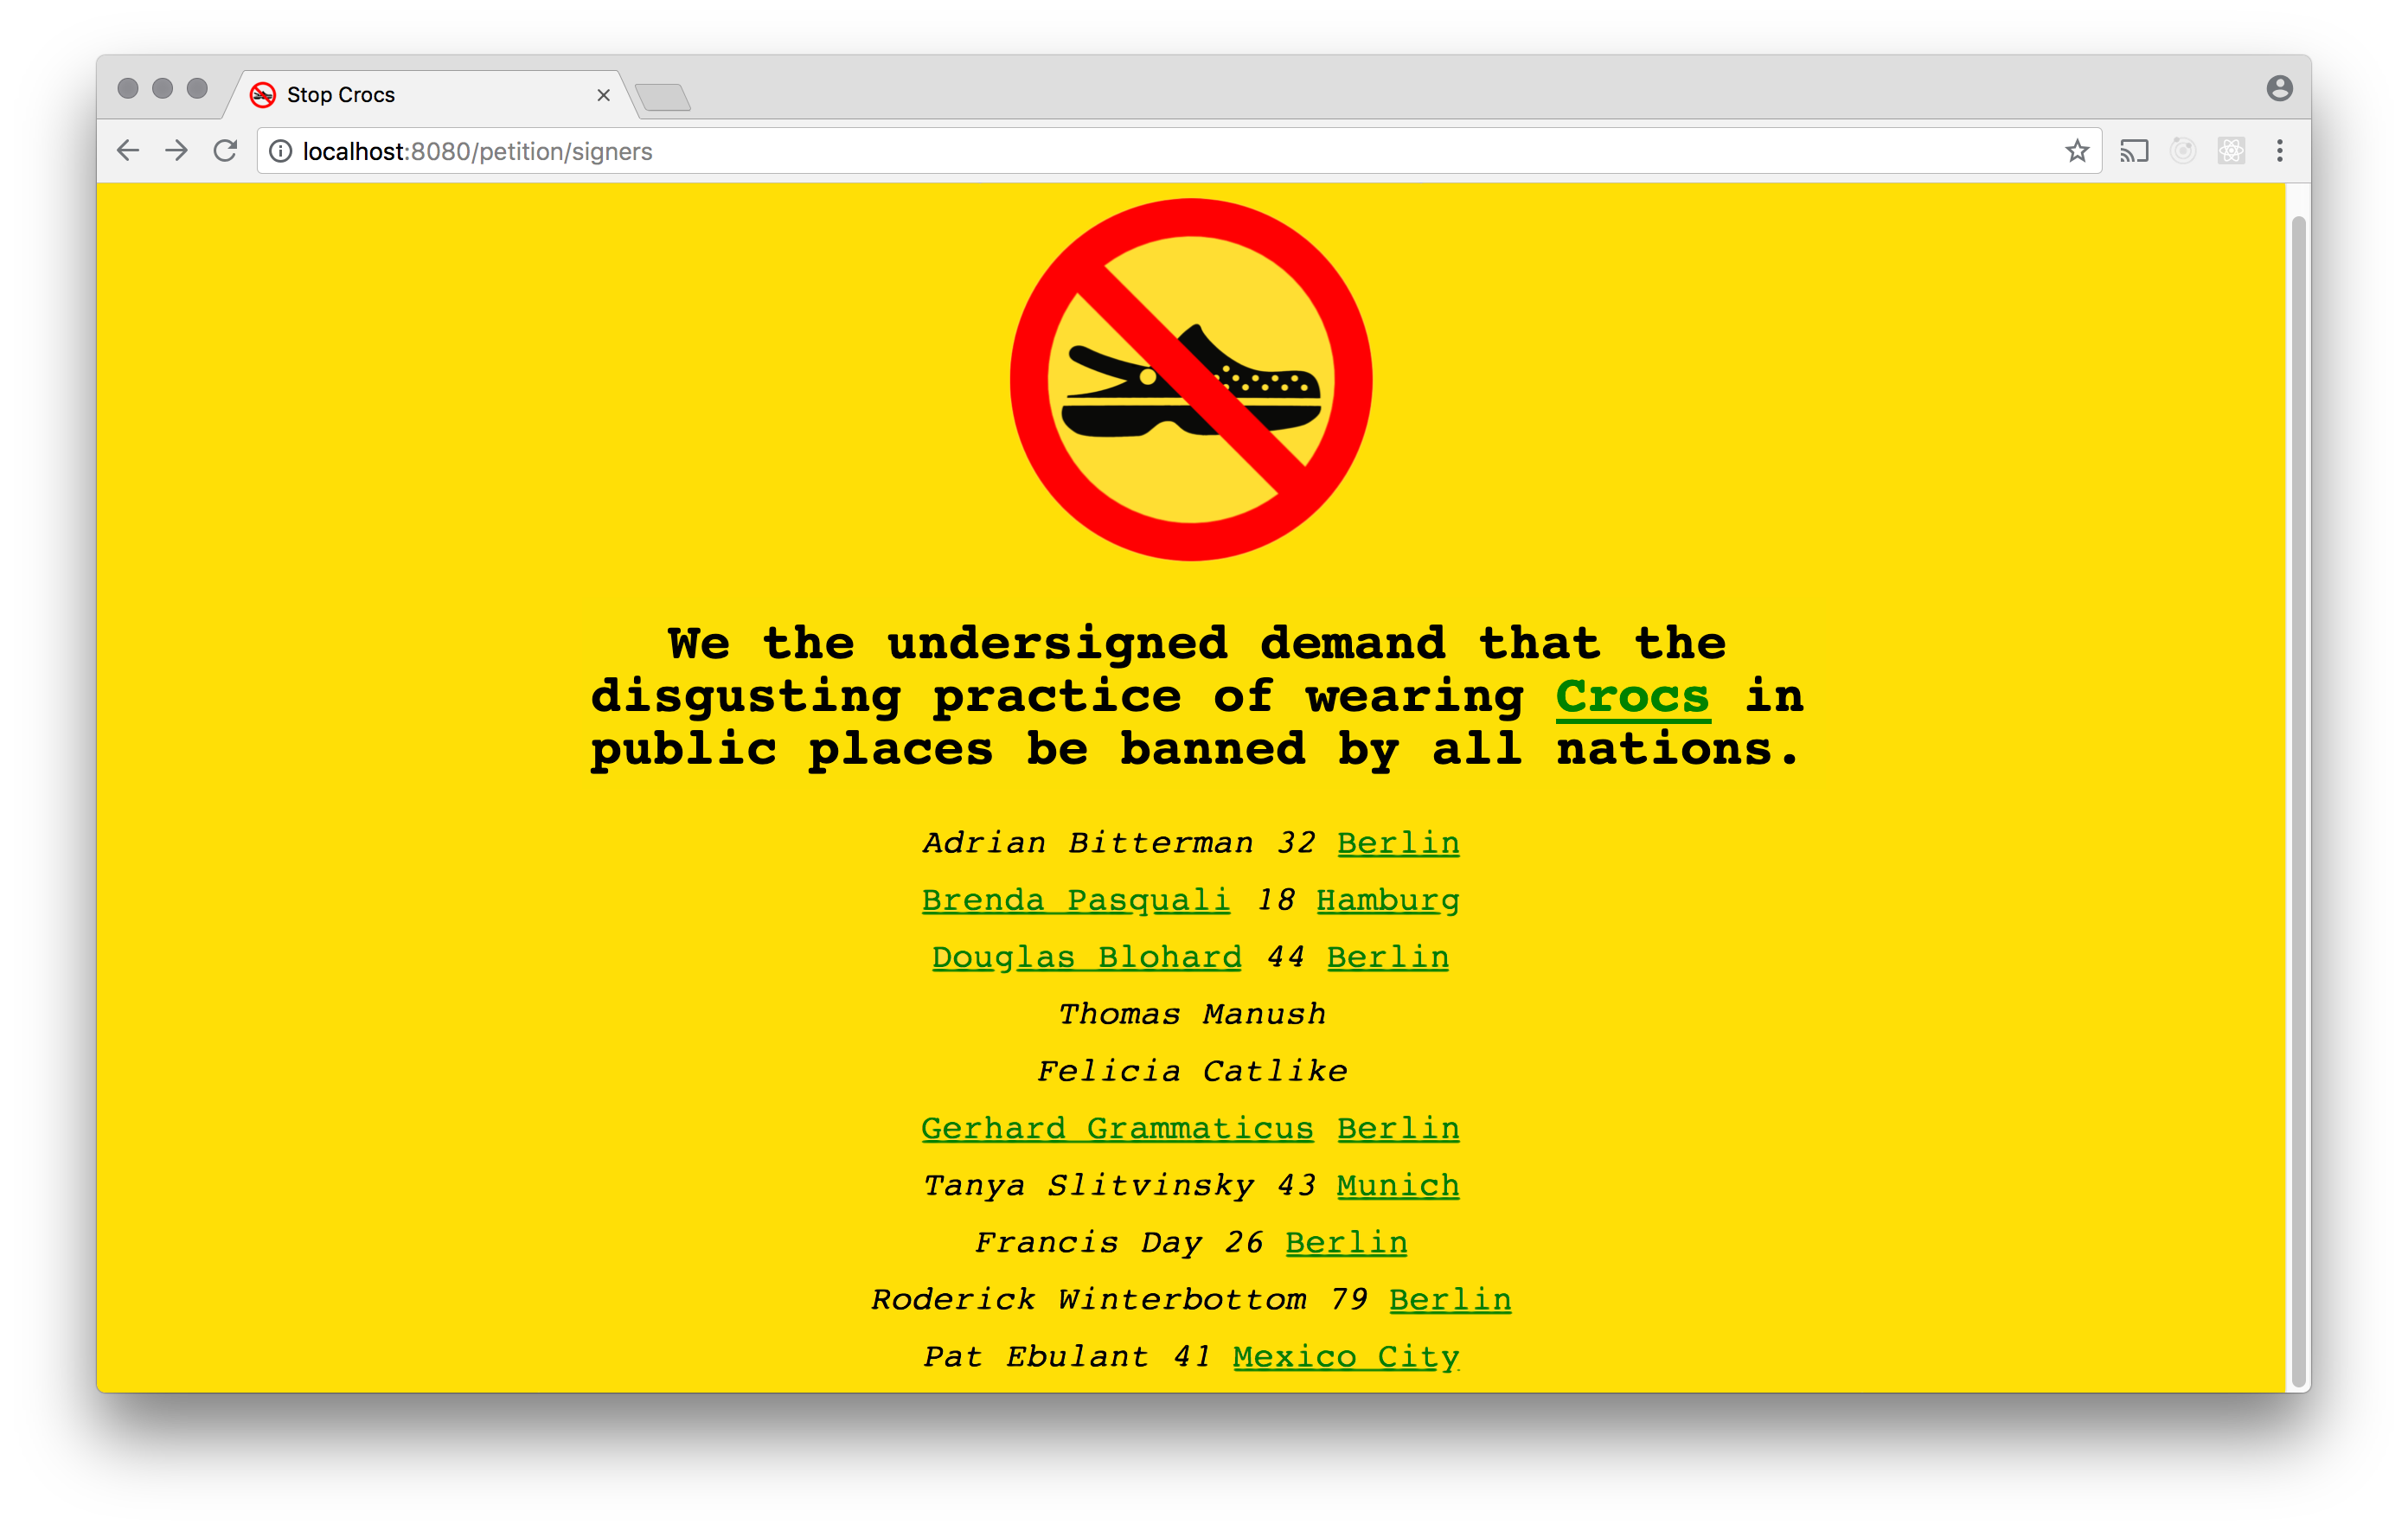 Stop Crocs
localhost:8080/petition/signers
We the undersigned demand that the
disgusting practice of wearing Crocs in
public places be banned by all nations.
Adrian Bitterman 32 Berlin
Brenda Pasquali 18 Hamburg
Douglas Blohard 44 Berlin
Thomas Manush
Felicia Catlike
Gerhard Grammaticus Berlin
Tanya Slitvinsky 43 Munich
Francis Day 26 Berlin
Roderick Winterbottom 79 Berlin
Pat Ebulant 41 Mexico City